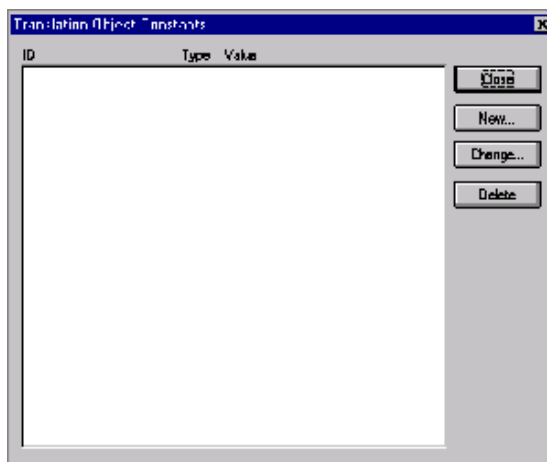 Translation Object Constants
ID Type Value
Close
New...
Change...
Delete